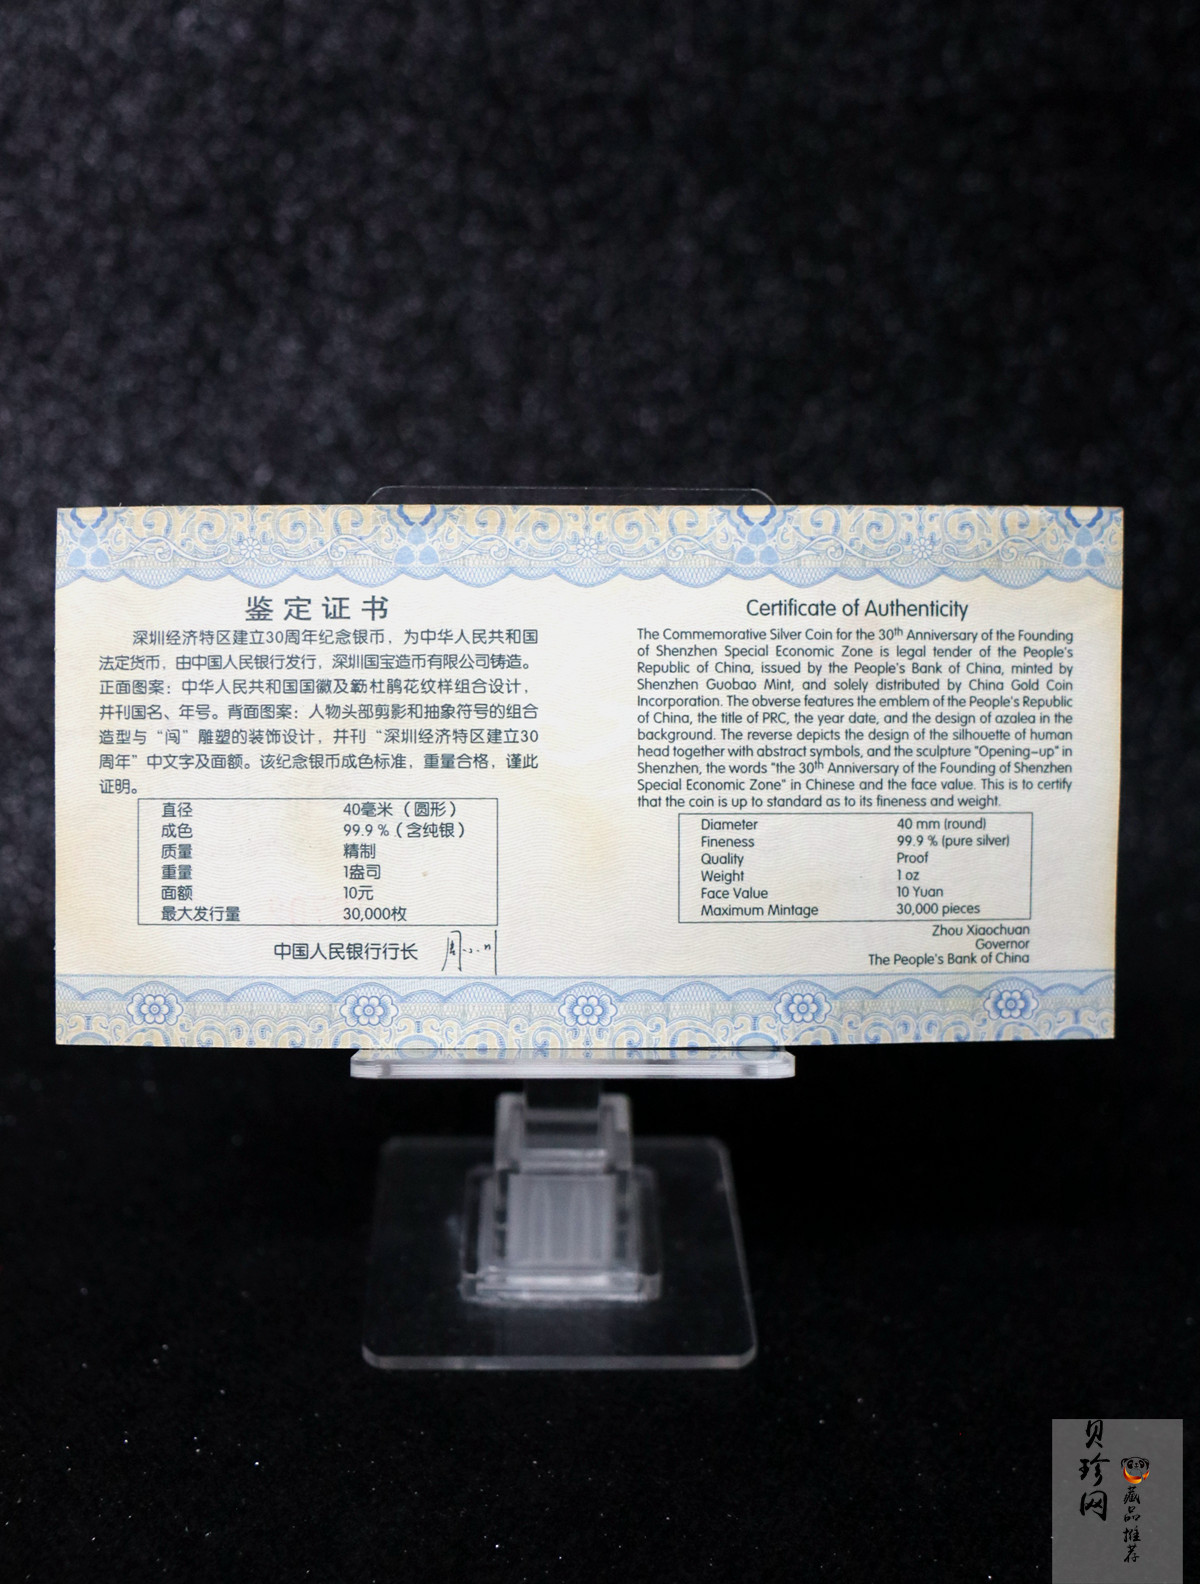 鉴定证书
深圳经济特区建立30周年纪念银币，为中华人民共和国
法定货币，由中国人民银行发行，深圳国宝造币有限公司铸造。
正面图案：中华人民共和国国徽及簕杜鹃花纹样组合设计，
并刊国名、年号。背面图案：人物头部剪影和抽象符号的组合
造型与“闯”雕塑的装饰设计，并刊“深圳经济特区建立30
周年”中文字及面额。该纪念银币成色标准，重量合格，谨此
证明。
直径 40毫米（圆形）
成色 99.9％（含纯银）
质量 精制
重量 1盎司
面额 10元
最大发行量 30,000枚
中国人民银行行长
Certificate of Authenticity
The Commemorative Silver Coin for the 30th Anniversary of the Founding
of Shenzhen Special Economic Zone is legal tender of the People's
Republic of China, issued by the People's Bank of China, minted by
Shenzhen Guobao Mint, and solely distributed by China Gold Coin
Incorporation. The obverse features the emblem of the People's Republic
of China, the title of PRC, the year date, and the design of azalea in the
background. The reverse depicts the design of the silhouette of human
head together with abstract symbols, and the sculpture "Opening-up" in
Shenzhen, the words "the 30th Anniversary of the Founding of Shenzhen
Special Economic Zone" in Chinese and the face value. This is to certify
that the coin is up to standard as to its fineness and weight.
Diameter 40 mm (round)
Fineness 99.9 % (pure silver)
Quality Proof
Weight 1 oz
Face Value 10 Yuan
Maximum Mintage 30,000 pieces
Zhou Xiaochuan
Governor
The People's Bank of China
贝珍网
藏品推荐